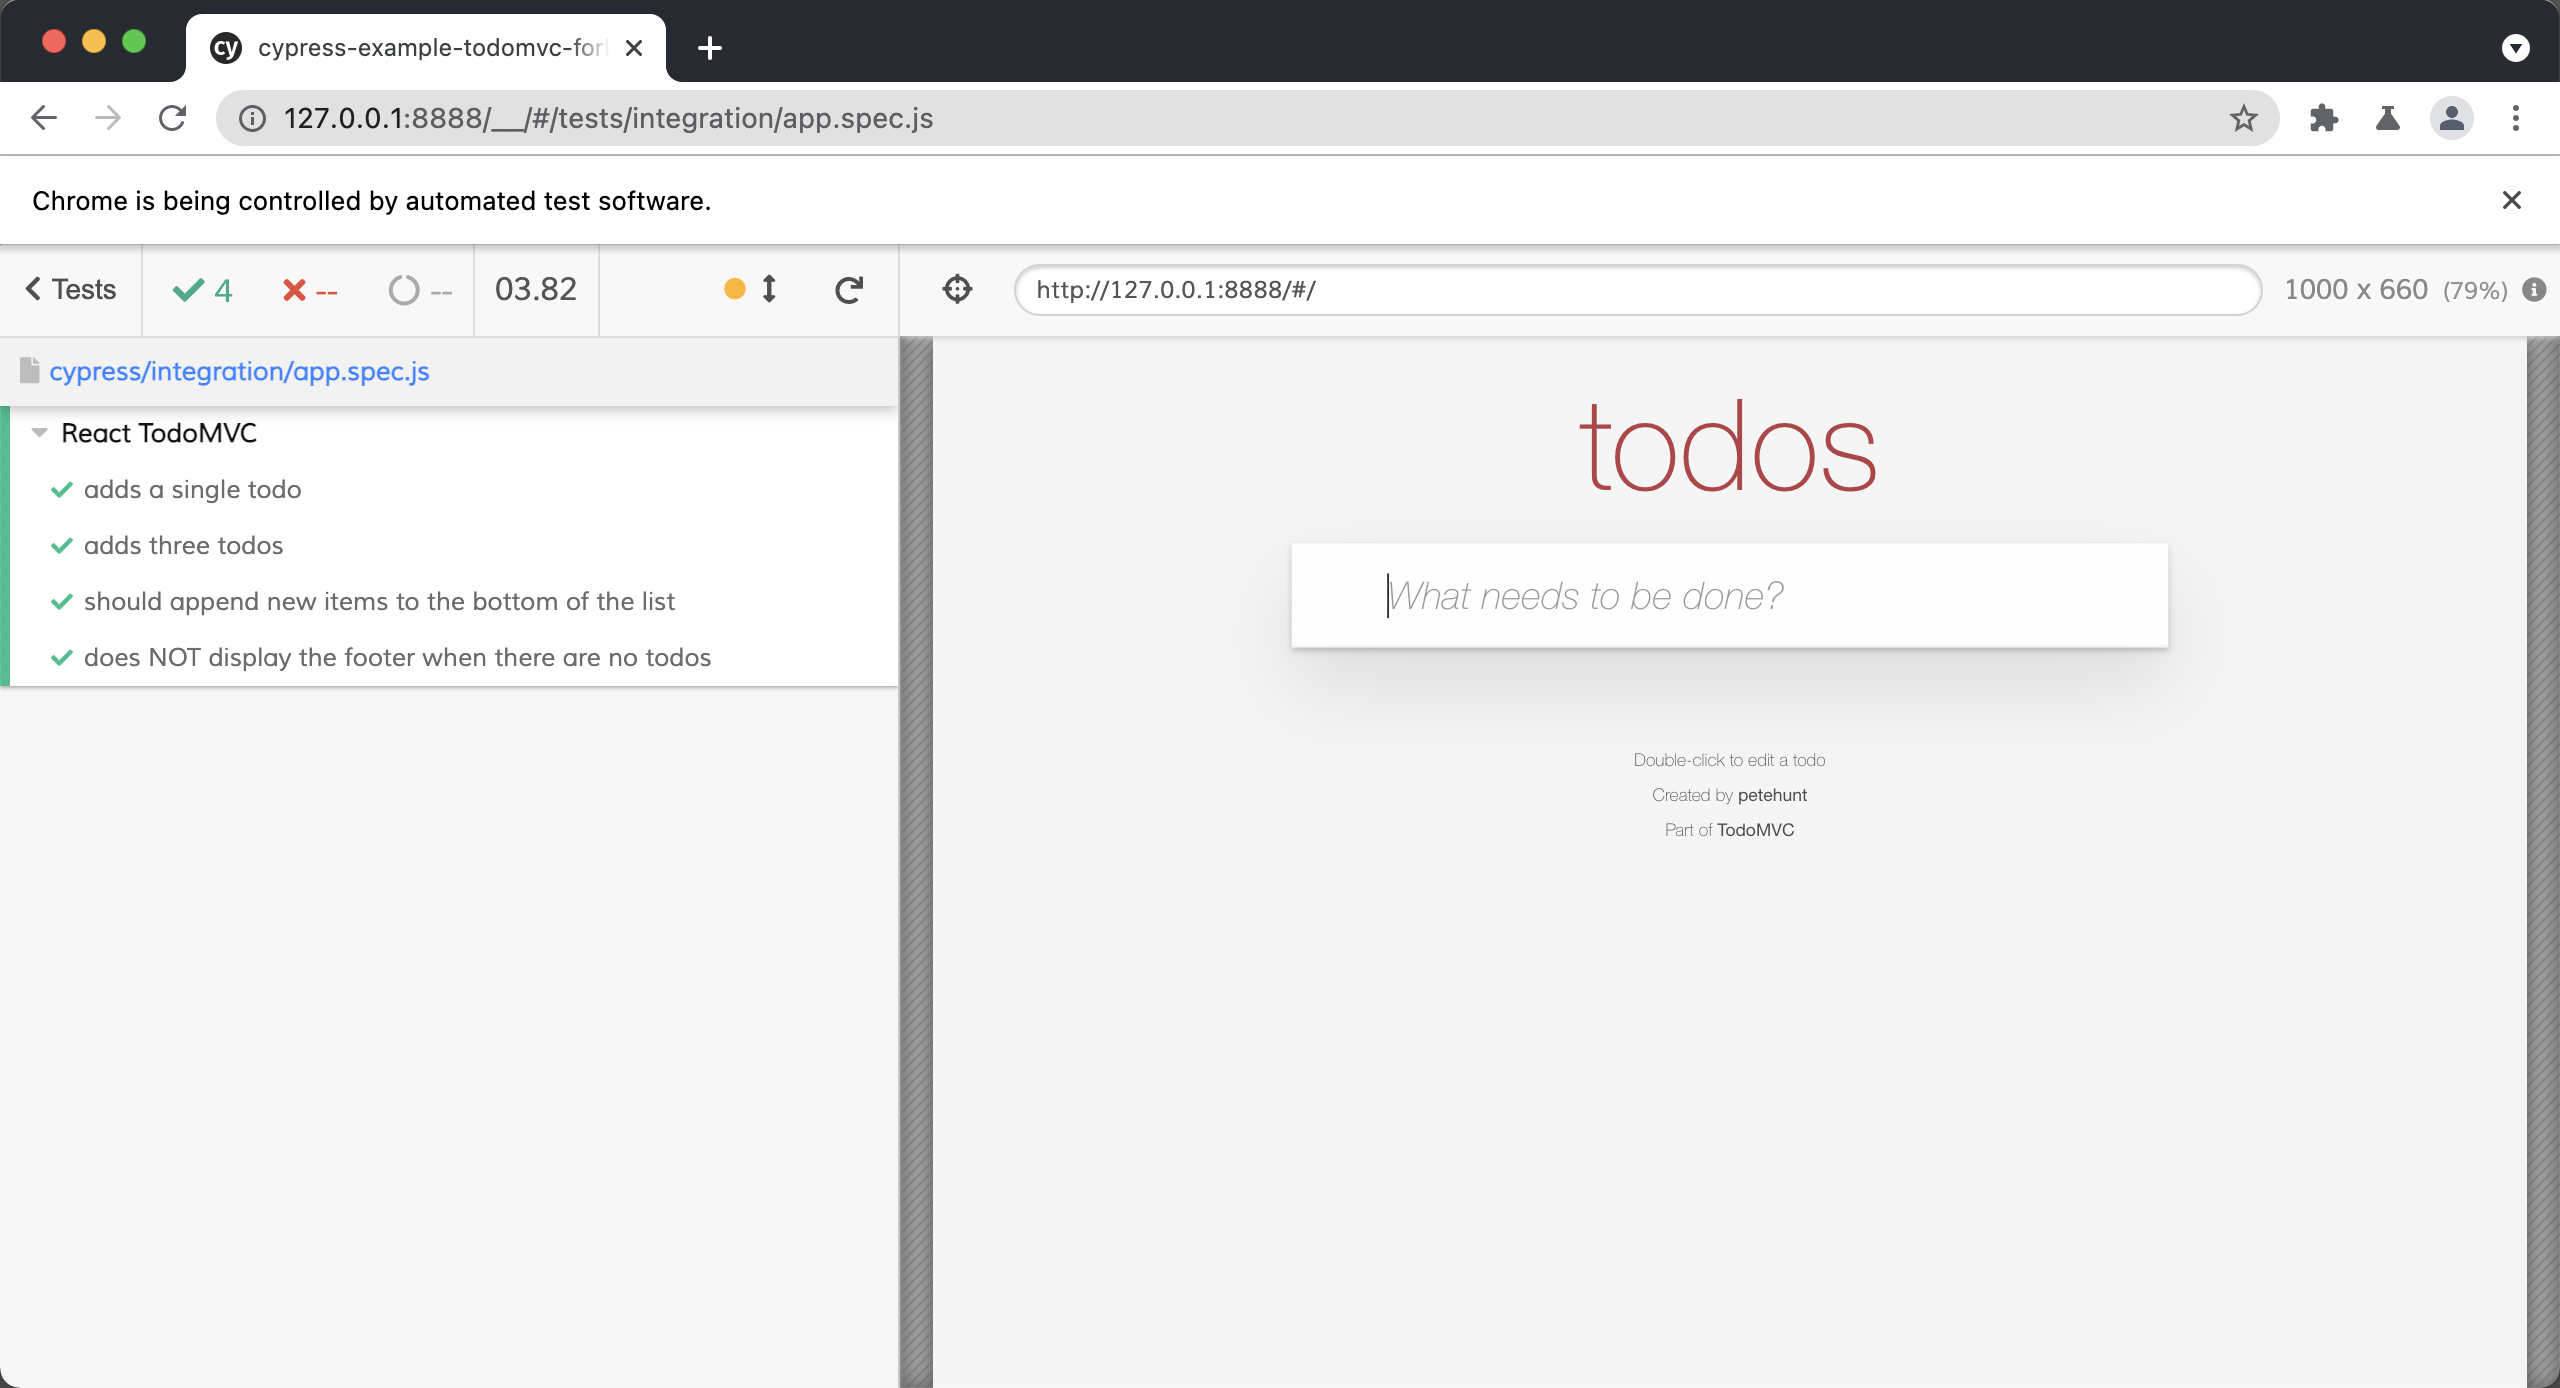 cy cypress-example-todomvc-for
127.0.0.1:8888/__/#/tests/integration/app.spec.js
Chrome is being controlled by automated test software.
Tests 4 -- -- 03.82
http://127.0.0.1:8888/#/ 1000 x 660 (79%)
cypress/integration/app.spec.js
React TodoMVC
adds a single todo
adds three todos
should append new items to the bottom of the list
does NOT display the footer when there are no todos
todos
What needs to be done?
Double-click to edit a todo
Created by petehunt
Part of TodoMVC